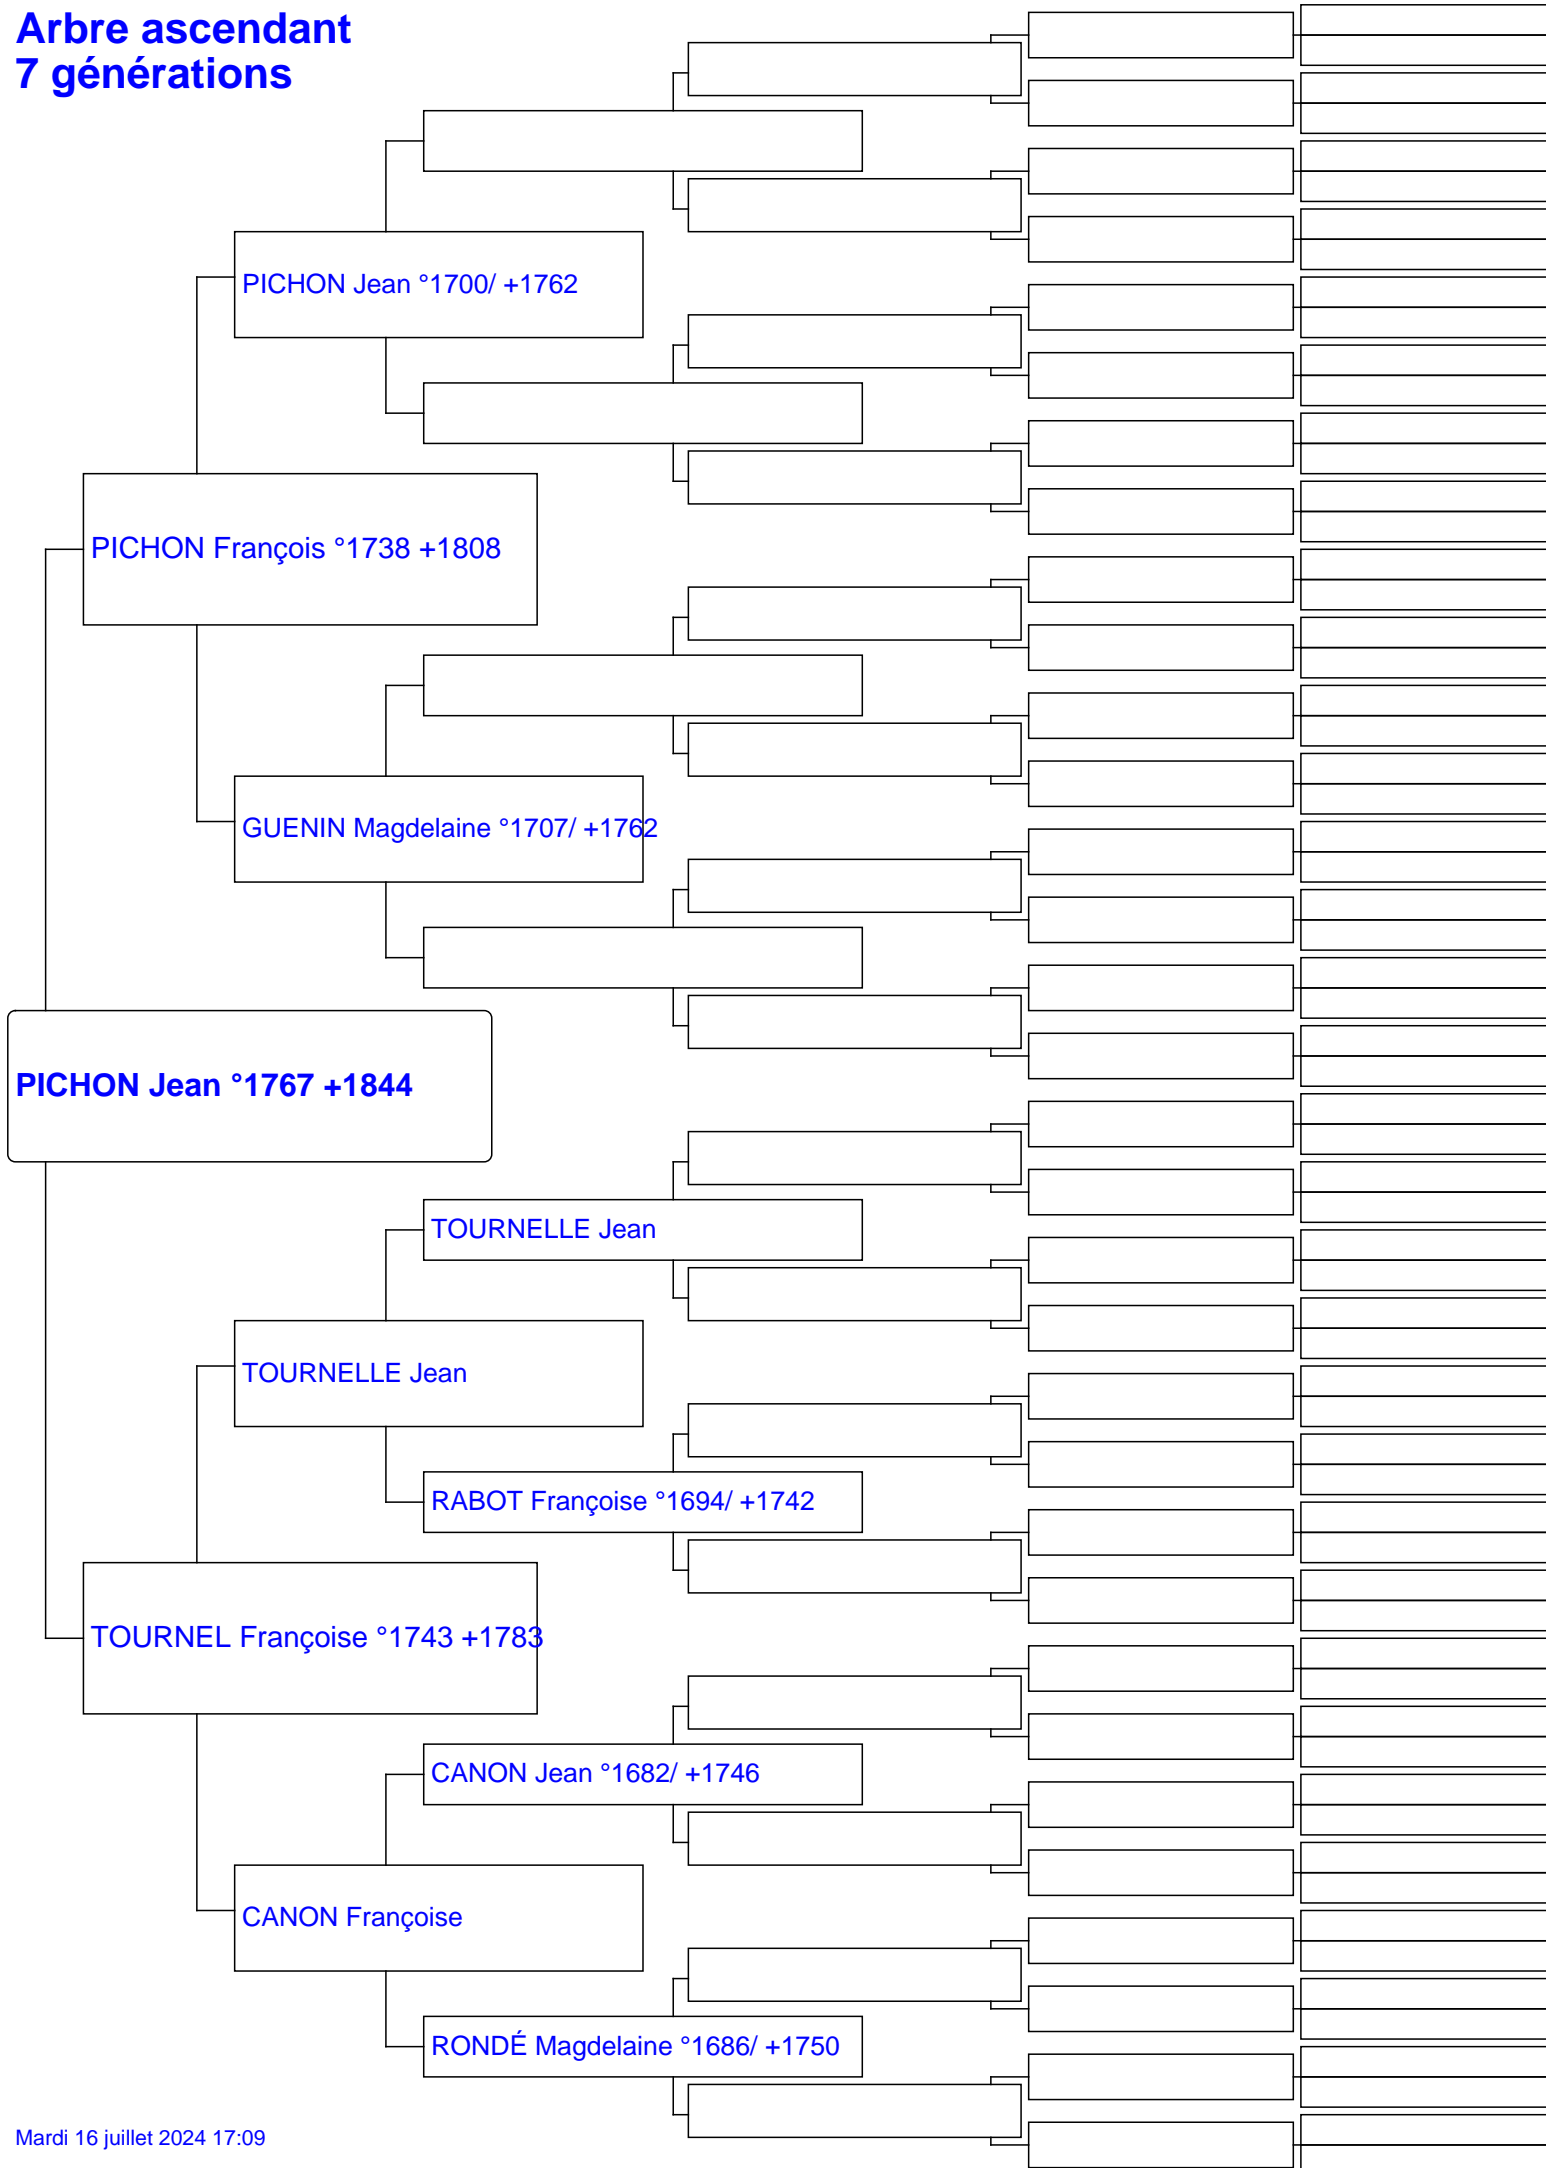 Arbre ascendant
7 générations
PICHON Jean °1700/ +1762
PICHON François °1738 +1808
GUENIN Magdelaine °1707/ +1762
PICHON Jean °1767 +1844
TOURNELLE Jean
TOURNELLE Jean
RABOT Françoise °1694/ +1742
TOURNEL Françoise °1743 +1783
CANON Jean °1682/ +1746
CANON Françoise
RONDÉ Magdelaine °1686/ +1750
Mardi 16 juillet 2024 17:09